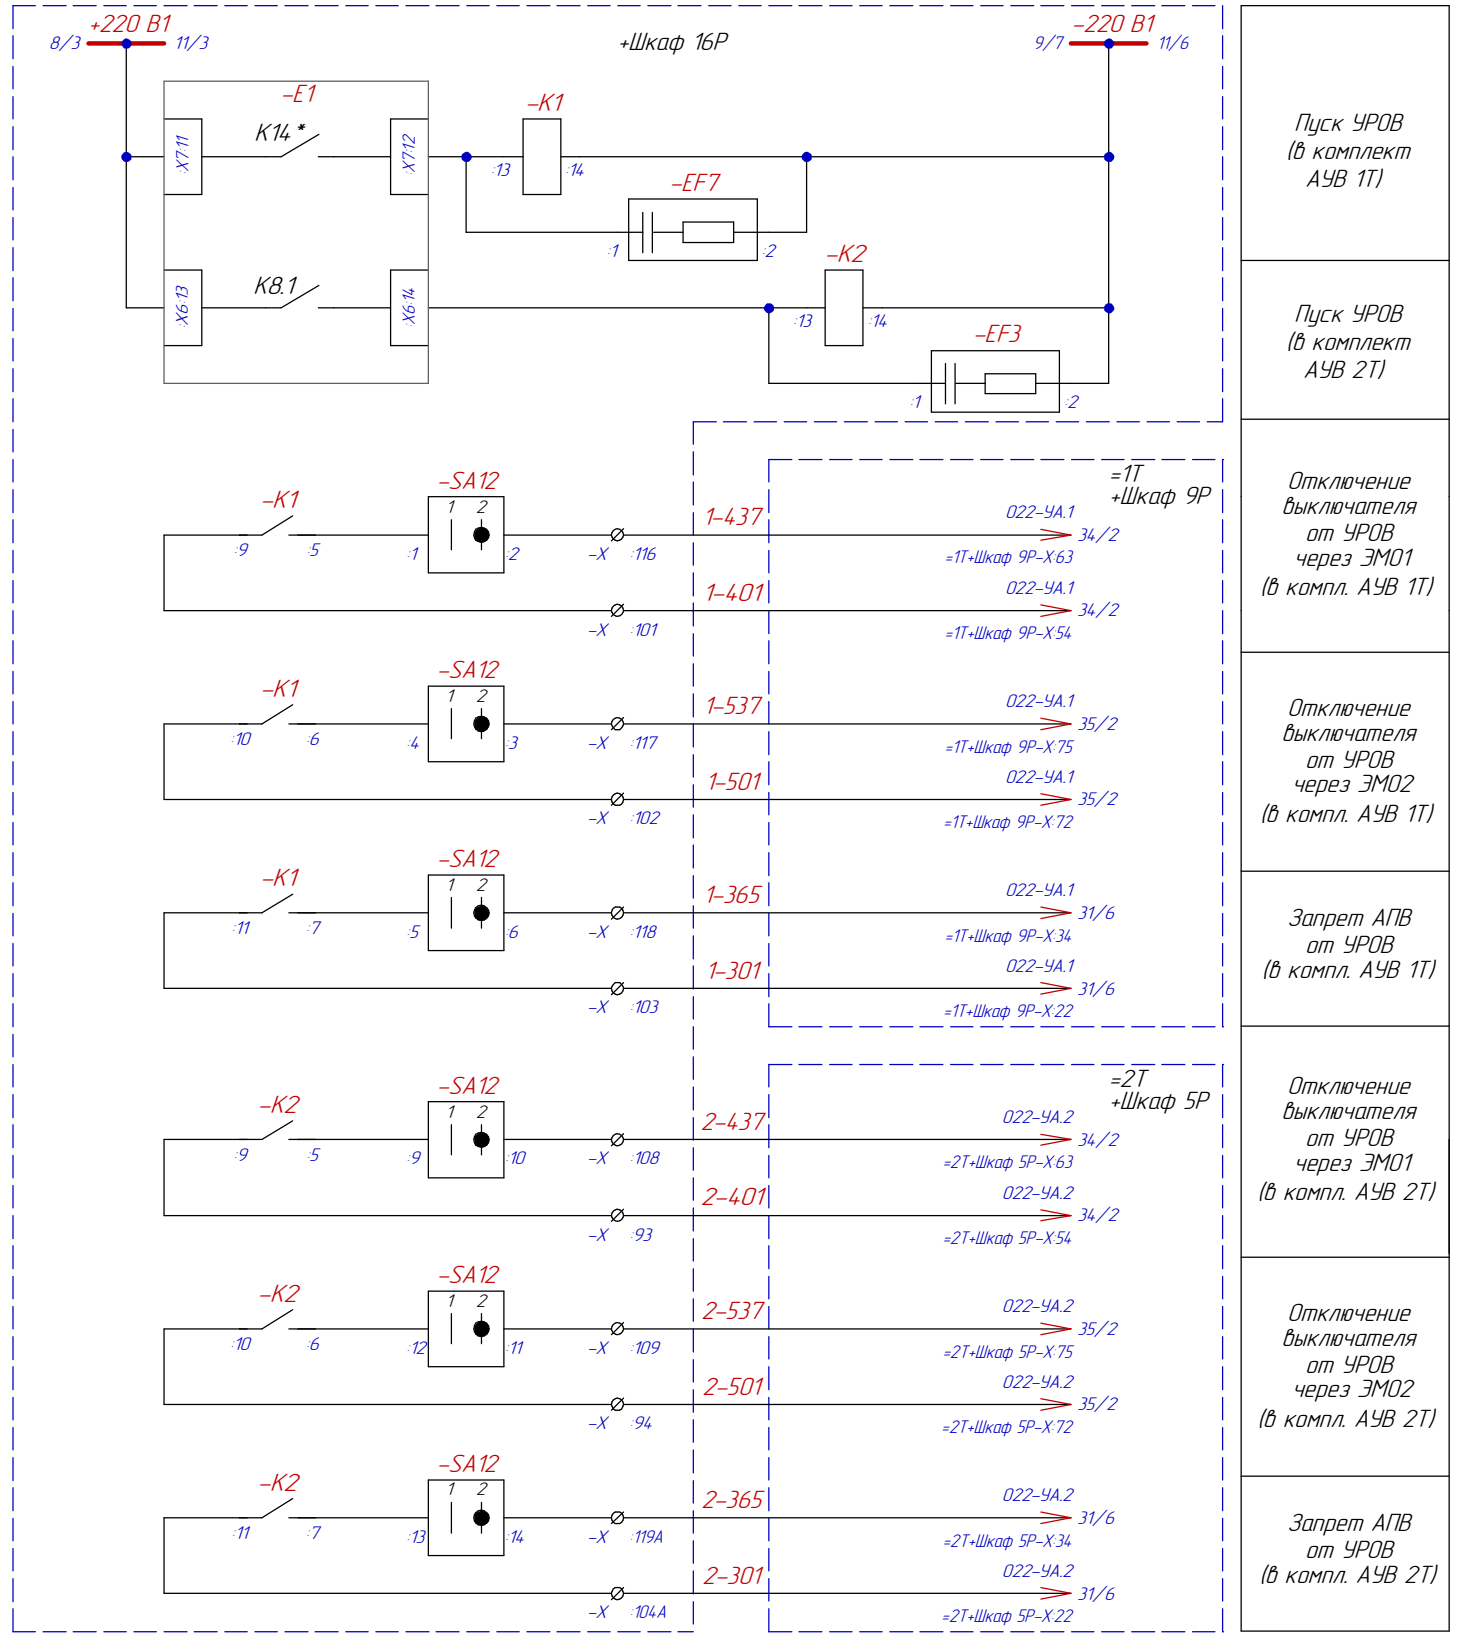 +220 В1
8/3
11/3
+Шкаф 16Р
-220 В1
9/7
11/6
-E1
K14*
:X7:11
:X7:12
-K1
:13
:14
-EF7
:1
:2
K8.1
:X6:13
:X6:14
-K2
:13
:14
-EF3
:1
:2
Пуск УРОВ
(в комплект
АУВ 1Т)
Пуск УРОВ
(в комплект
АУВ 2Т)
=1Т
+Шкаф 9Р
-K1
:9
:5
-SA12
1 2
:1
:2
-X :116
1-437
022-УА.1
34/2
=1Т+Шкаф 9Р-X:63
-X :101
1-401
022-УА.1
34/2
=1Т+Шкаф 9Р-X:54
Отключение
выключателя
от УРОВ
через ЭМО1
(в компл. АУВ 1Т)
-K1
:10
:6
-SA12
1 2
:4
:3
-X :117
1-537
022-УА.1
35/2
=1Т+Шкаф 9Р-X:75
-X :102
1-501
022-УА.1
35/2
=1Т+Шкаф 9Р-X:72
Отключение
выключателя
от УРОВ
через ЭМО2
(в компл. АУВ 1Т)
-K1
:11
:7
-SA12
1 2
:5
:6
-X :118
1-365
022-УА.1
31/6
=1Т+Шкаф 9Р-X:34
-X :103
1-301
022-УА.1
31/6
=1Т+Шкаф 9Р-X:22
Запрет АПВ
от УРОВ
(в компл. АУВ 1Т)
=2Т
+Шкаф 5Р
-K2
:9
:5
-SA12
1 2
:9
:10
-X :108
2-437
022-УА.2
34/2
=2Т+Шкаф 5Р-X:63
-X :93
2-401
022-УА.2
34/2
=2Т+Шкаф 5Р-X:54
Отключение
выключателя
от УРОВ
через ЭМО1
(в компл. АУВ 2Т)
-K2
:10
:6
-SA12
1 2
:12
:11
-X :109
2-537
022-УА.2
35/2
=2Т+Шкаф 5Р-X:75
-X :94
2-501
022-УА.2
35/2
=2Т+Шкаф 5Р-X:72
Отключение
выключателя
от УРОВ
через ЭМО2
(в компл. АУВ 2Т)
-K2
:11
:7
-SA12
1 2
:13
:14
-X :119А
2-365
022-УА.2
31/6
=2Т+Шкаф 5Р-X:34
-X :104А
2-301
022-УА.2
31/6
=2Т+Шкаф 5Р-X:22
Запрет АПВ
от УРОВ
(в компл. АУВ 2Т)